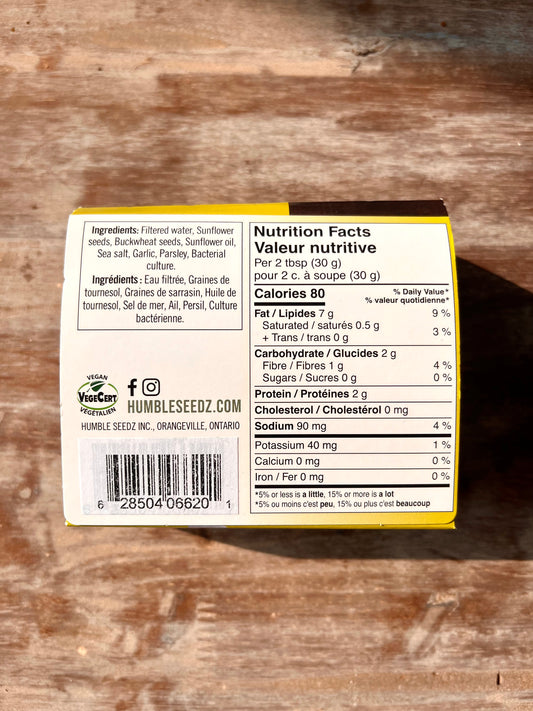 Ingredients: Filtered water, Sunflower
seeds, Buckwheat seeds, Sunflower oil,
Sea salt, Garlic, Parsley, Bacterial
culture.
Ingrédients : Eau filtrée, Graines de
tournesol, Graines de sarrasin, Huile de
tournesol, Sel de mer, Ail, Persil, Culture
bactérienne.
VEGAN
VEGECERT
VÉGÉTALIEN
HUMBLESEEDZ.COM
HUMBLE SEEDZ INC., ORANGEVILLE, ONTARIO
6 28504 06620 1
Nutrition Facts
Valeur nutritive
Per 2 tbsp (30 g)
pour 2 c. à soupe (30 g)
Calories 80 % Daily Value*
% valeur quotidienne*
Fat / Lipides 7 g 9 %
Saturated / saturés 0.5 g
+ Trans / trans 0 g 3 %
Carbohydrate / Glucides 2 g
Fibre / Fibres 1 g 4 %
Sugars / Sucres 0 g 0 %
Protein / Protéines 2 g
Cholesterol / Cholestérol 0 mg
Sodium 90 mg 4 %
Potassium 40 mg 1 %
Calcium 0 mg 0 %
Iron / Fer 0 mg 0 %
*5% or less is a little, 15% or more is a lot
*5% ou moins c'est peu, 15% ou plus c'est beaucoup